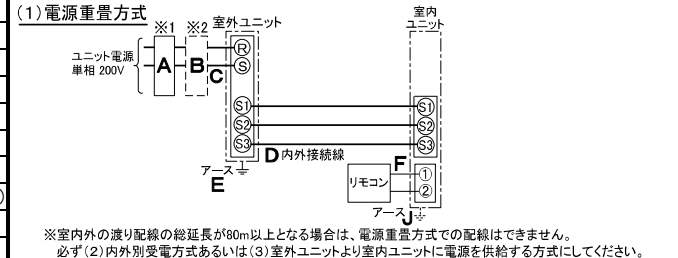 (1)電源重畳方式
※1 ※2 室外ユニット
室内
ユニット
ユニット電源
単相 200V
A B C
R
S
S1 S1
S2 S2
S3 S3
D 内外接続線
アース
E
F
リモコン
①
②
アース J
※室内外の渡り配線の総延長が80m以上となる場合は、電源重畳方式での配線はできません。
必ず(2)内外別受電方式あるいは(3)室外ユニットより室内ユニットに電源を供給する方式にしてください。